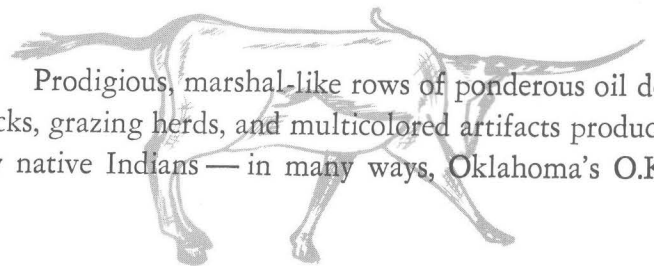 Prodigious, marshal-like rows of ponderous oil de
cks, grazing herds, and multicolored artifacts produc
y native Indians — in many ways, Oklahoma's O.K